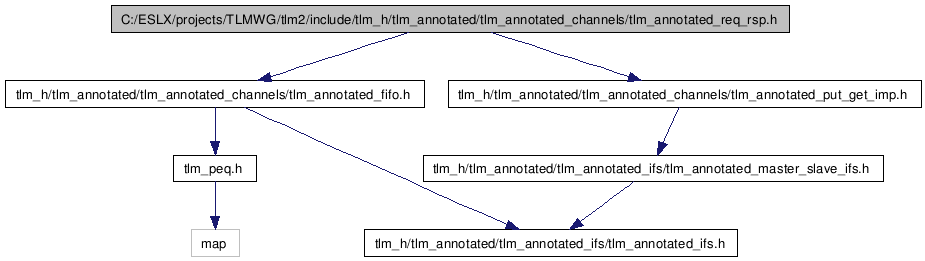 C:/ESLX/projects/TLMWG/tlm2/include/tlm_h/tlm_annotated/tlm_annotated_channels/tlm_annotated_req_rsp.h
tlm_h/tlm_annotated/tlm_annotated_channels/tlm_annotated_fifo.h
tlm_h/tlm_annotated/tlm_annotated_channels/tlm_annotated_put_get_imp.h
tlm_peq.h
tlm_h/tlm_annotated/tlm_annotated_ifs/tlm_annotated_master_slave_ifs.h
map
tlm_h/tlm_annotated/tlm_annotated_ifs/tlm_annotated_ifs.h